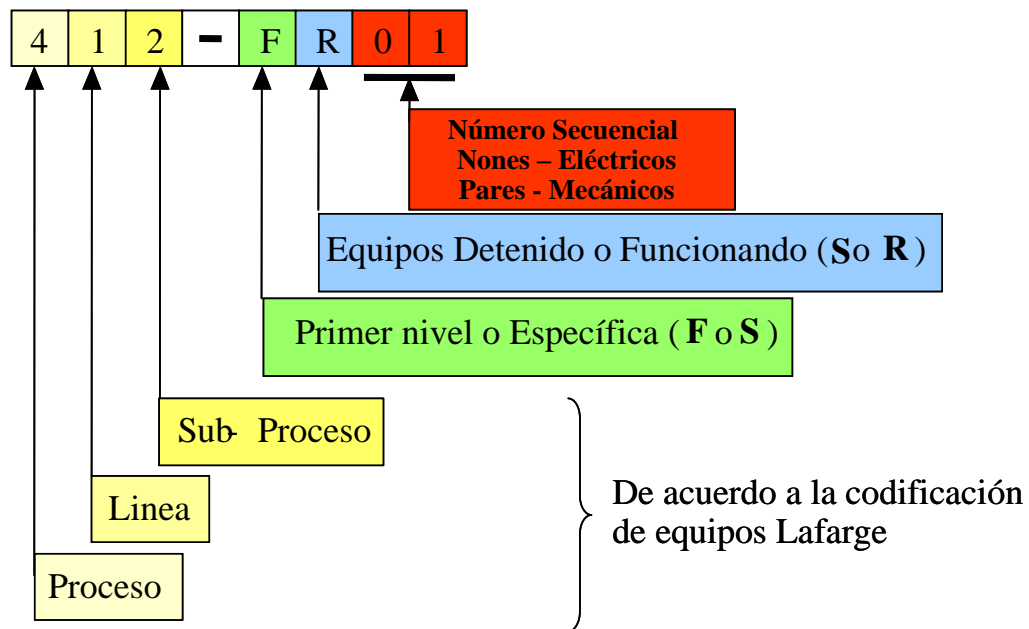 4 1 2 - F R 0 1
Número Secuencial
Nones – Eléctricos
Pares - Mecánicos
Equipos Detenido o Funcionando (S o R)
Primer nivel o Específica (F o S)
Sub- Proceso
Linea
De acuerdo a la codificación
de equipos Lafarge
Proceso